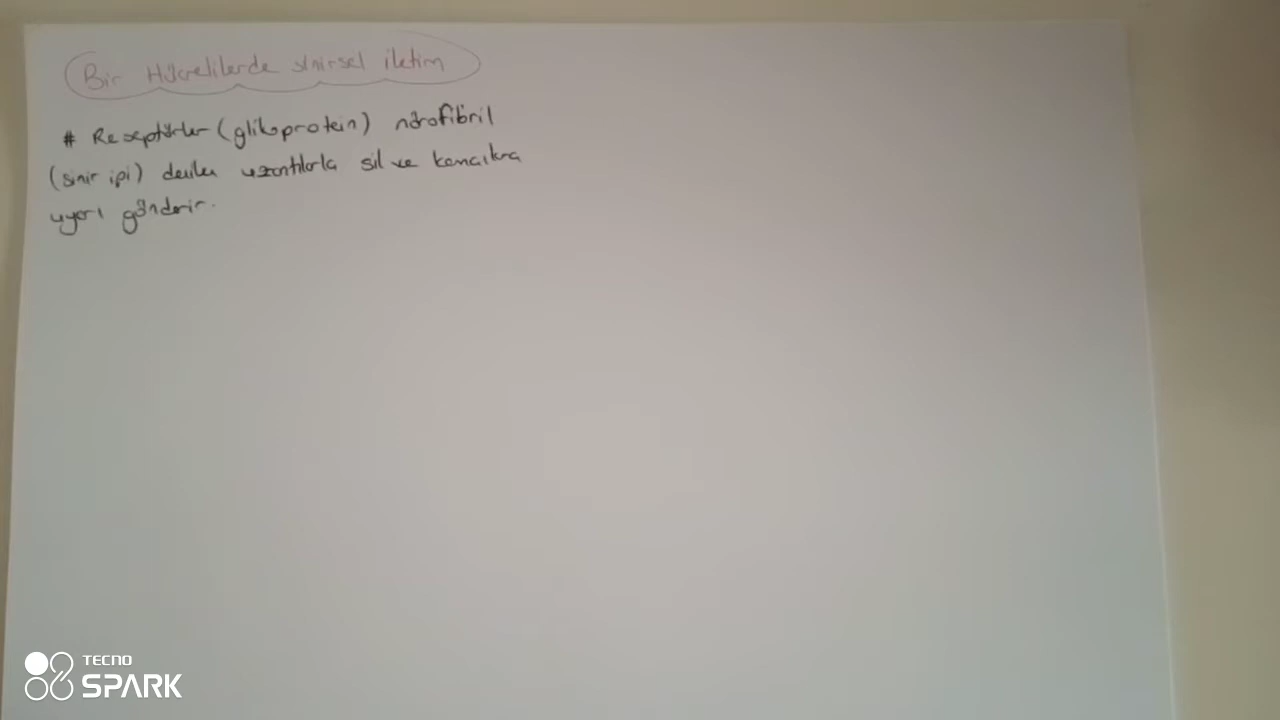 Bir Hücrelilerde sinirsel iletim
# Reseptörler (glikoprotein) nörofibril
(sinir ipi) denilen uzantılarla sil ve kamçılara
uyarı gönderir.
TECNO
SPARK